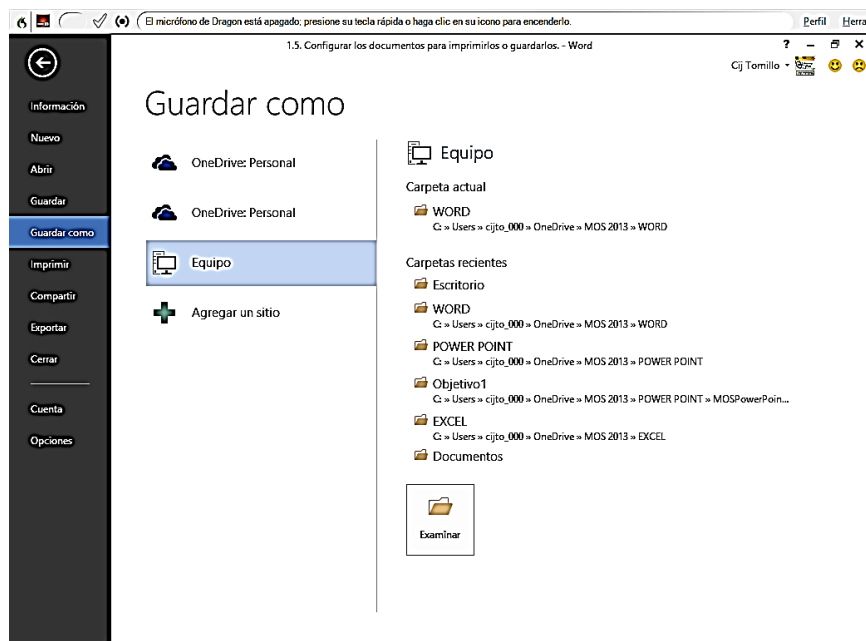 El micrófono de Dragon está apagado; presione su tecla rápida o haga clic en su icono para encenderlo.
Perfil Herra
1.5. Configurar los documentos para imprimirlos o guardarlos. - Word
Cij Tomillo
Información
Nuevo
Abrir
Guardar
Guardar como
Imprimir
Compartir
Exportar
Cerrar
Cuenta
Opciones
Guardar como
OneDrive: Personal
OneDrive: Personal
Equipo
Agregar un sitio
Equipo
Carpeta actual
WORD
C: » Users » cijto_000 » OneDrive » MOS 2013 » WORD
Carpetas recientes
Escritorio
WORD
C: » Users » cijto_000 » OneDrive » MOS 2013 » WORD
POWER POINT
C: » Users » cijto_000 » OneDrive » MOS 2013 » POWER POINT
Objetivo1
C: » Users » cijto_000 » OneDrive » MOS 2013 » POWER POINT » MOSPowerPoin...
EXCEL
C: » Users » cijto_000 » OneDrive » MOS 2013 » EXCEL
Documentos
Examinar